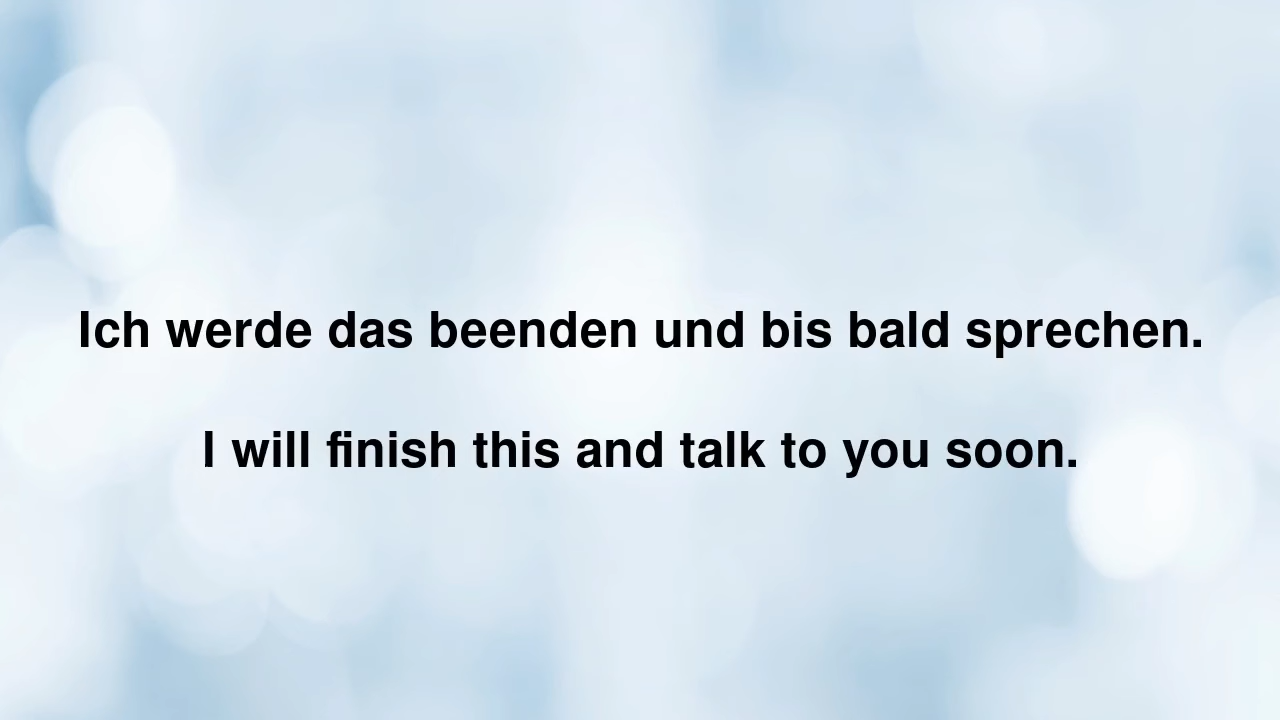 Ich werde das beenden und bis bald sprechen.
I will finish this and talk to you soon.